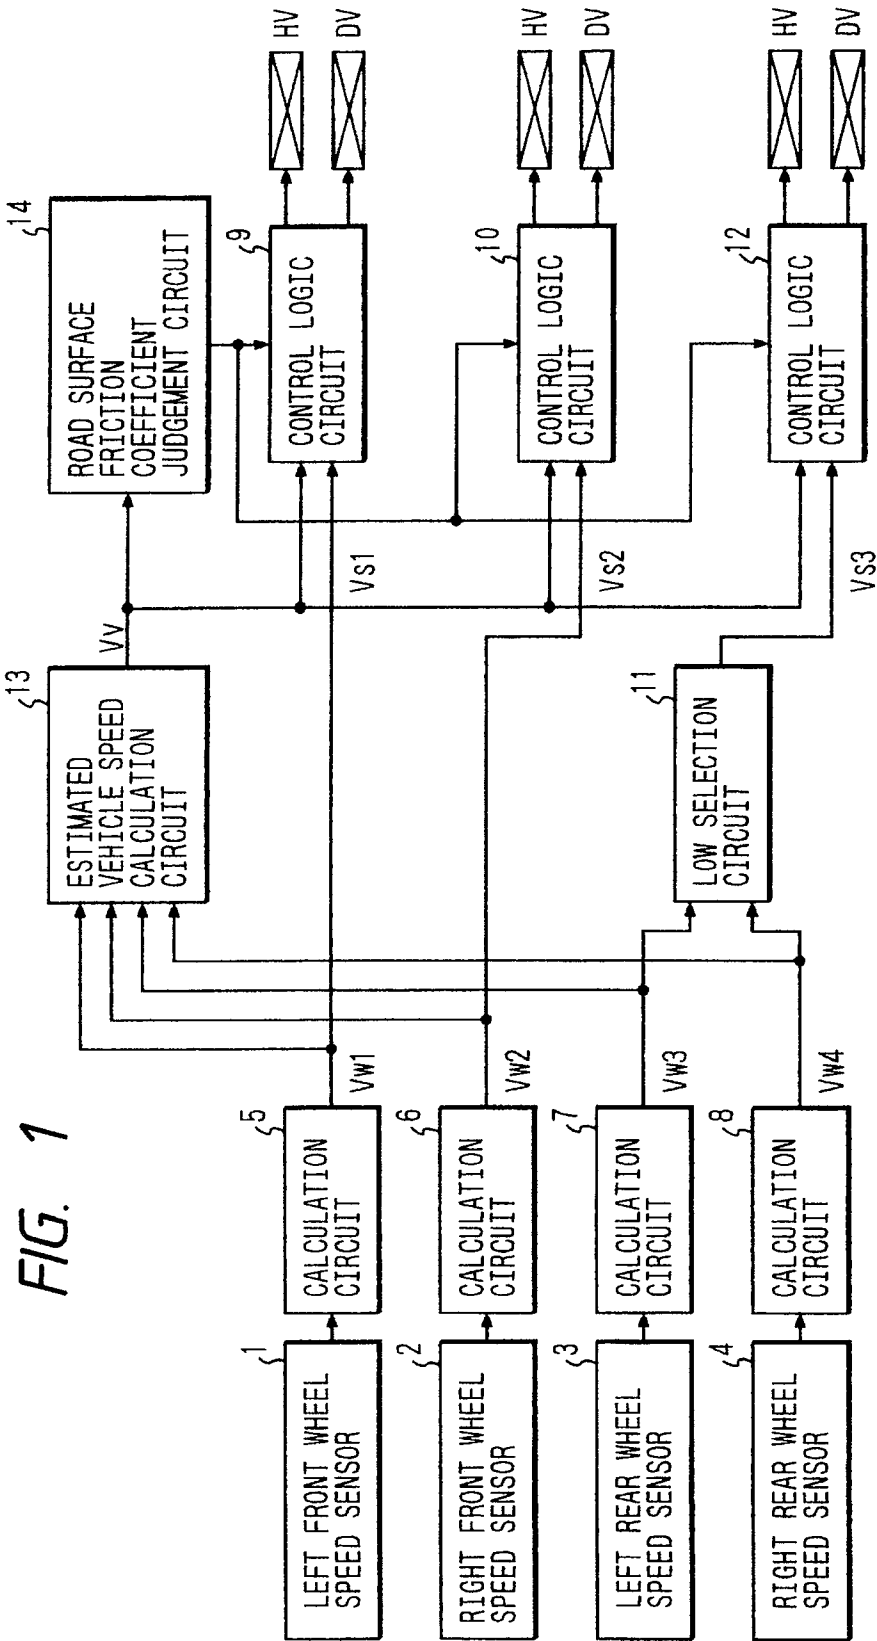 FIG. 1
1
LEFT FRONT WHEEL
SPEED SENSOR
2
RIGHT FRONT WHEEL
SPEED SENSOR
3
LEFT REAR WHEEL
SPEED SENSOR
4
RIGHT REAR WHEEL
SPEED SENSOR
5
CALCULATION
CIRCUIT
6
CALCULATION
CIRCUIT
7
CALCULATION
CIRCUIT
8
CALCULATION
CIRCUIT
Vw1
Vw2
Vw3
Vw4
13
ESTIMATED
VEHICLE SPEED
CALCULATION
CIRCUIT
11
LOW SELECTION
CIRCUIT
Vv
Vs1
Vs2
Vs3
14
ROAD SURFACE
FRICTION
COEFFICIENT
JUDGEMENT CIRCUIT
9
CONTROL LOGIC
CIRCUIT
10
CONTROL LOGIC
CIRCUIT
12
CONTROL LOGIC
CIRCUIT
HV
DV
HV
DV
HV
DV